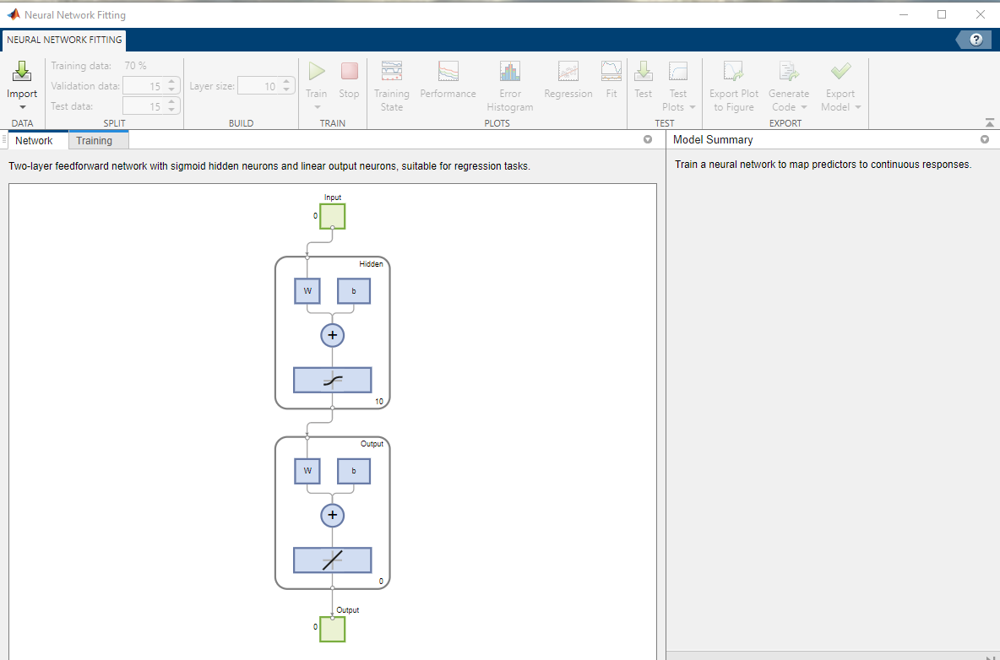 Neural Network Fitting
NEURAL NETWORK FITTING
?
Import
DATA
Training data: 70 %
Validation data: 15
Test data: 15
SPLIT
Layer size: 10
BUILD
Train
Stop
TRAIN
Training
State
Performance
Error
Histogram
Regression
Fit
PLOTS
Test
Test
Plots
TEST
Export Plot
to Figure
Generate
Code
Export
Model
EXPORT
Network
Training
Two-layer feedforward network with sigmoid hidden neurons and linear output neurons, suitable for regression tasks.
Input
0
Hidden
W
b
+
10
Output
W
b
+
0
Output
0
Model Summary
Train a neural network to map predictors to continuous responses.